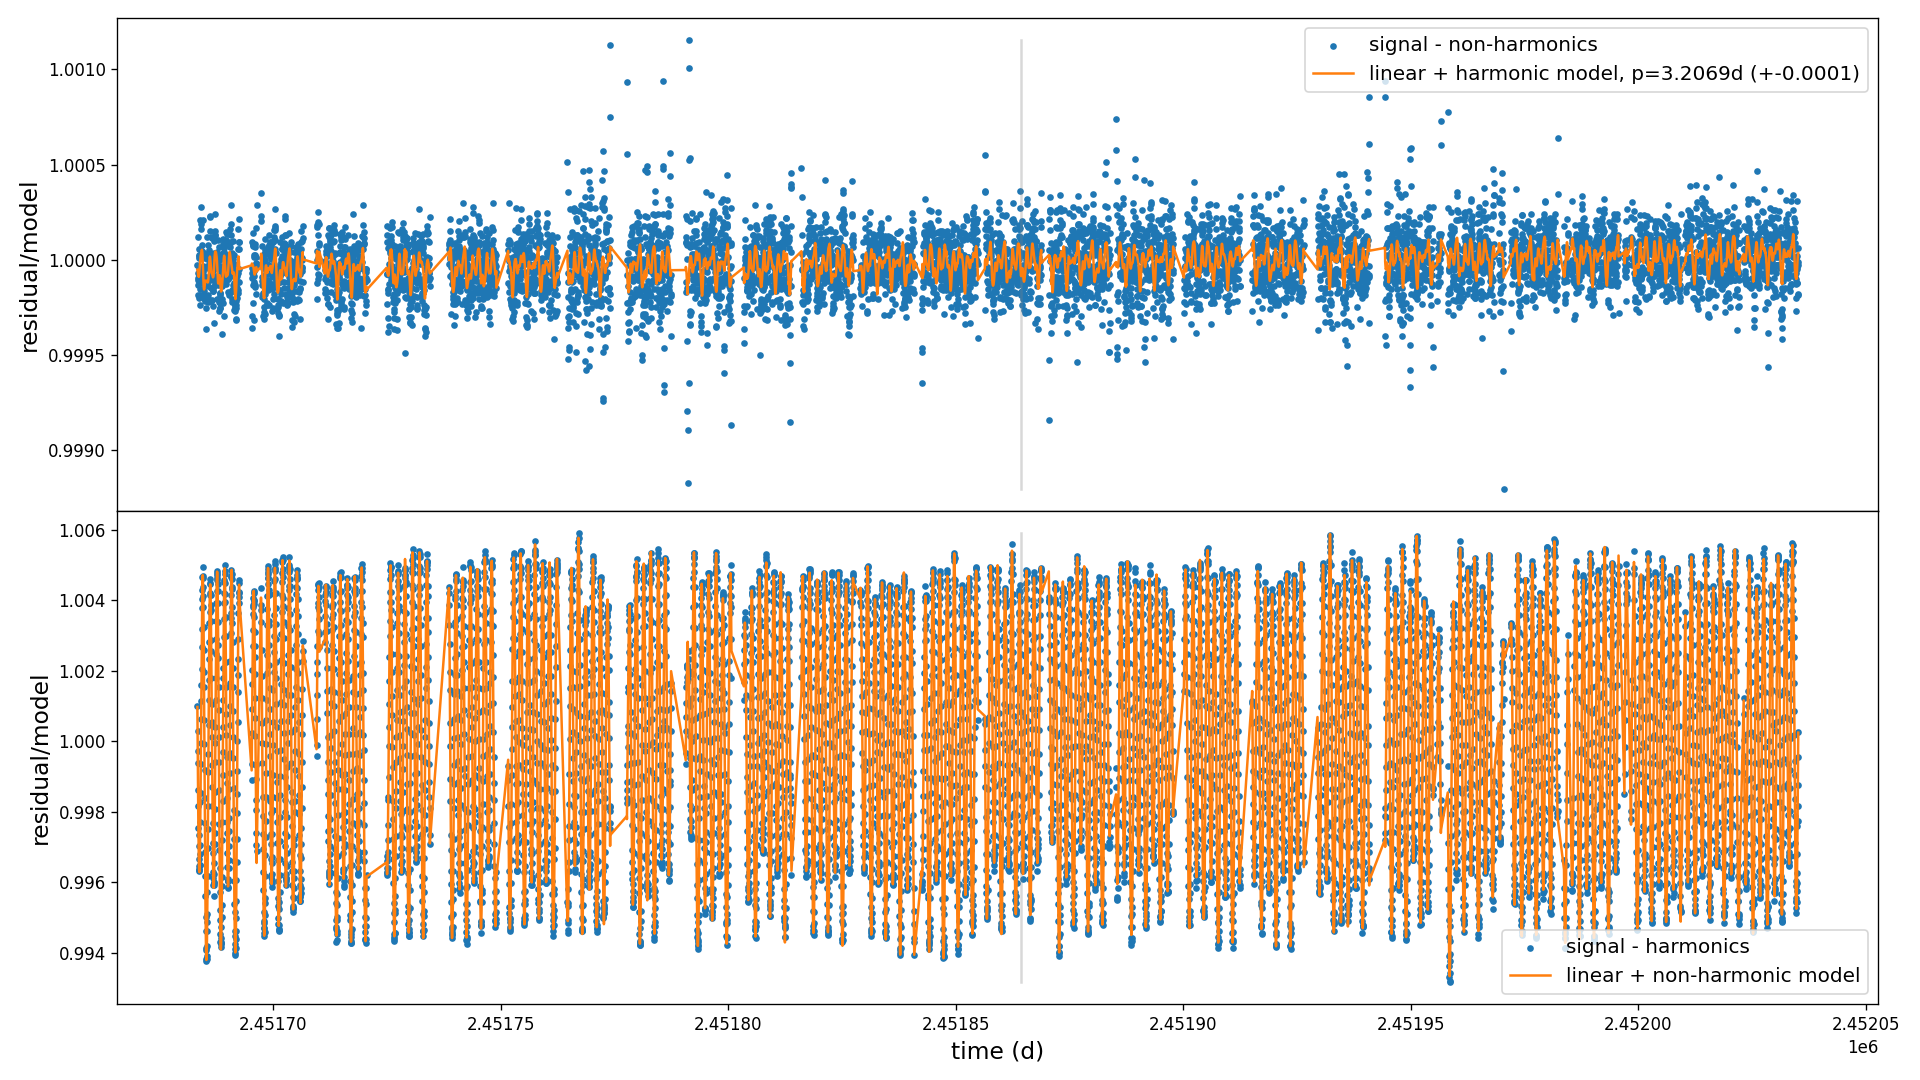 signal - non-harmonics
linear + harmonic model, p=3.2069d (+-0.0001)
1.0010
1.0005
1.0000
0.9995
0.9990
residual/model
1.006
1.004
1.002
1.000
0.998
0.996
0.994
residual/model
signal - harmonics
linear + non-harmonic model
2.45170
2.45175
2.45180
2.45185
2.45190
2.45195
2.45200
2.45205
1e6
time (d)